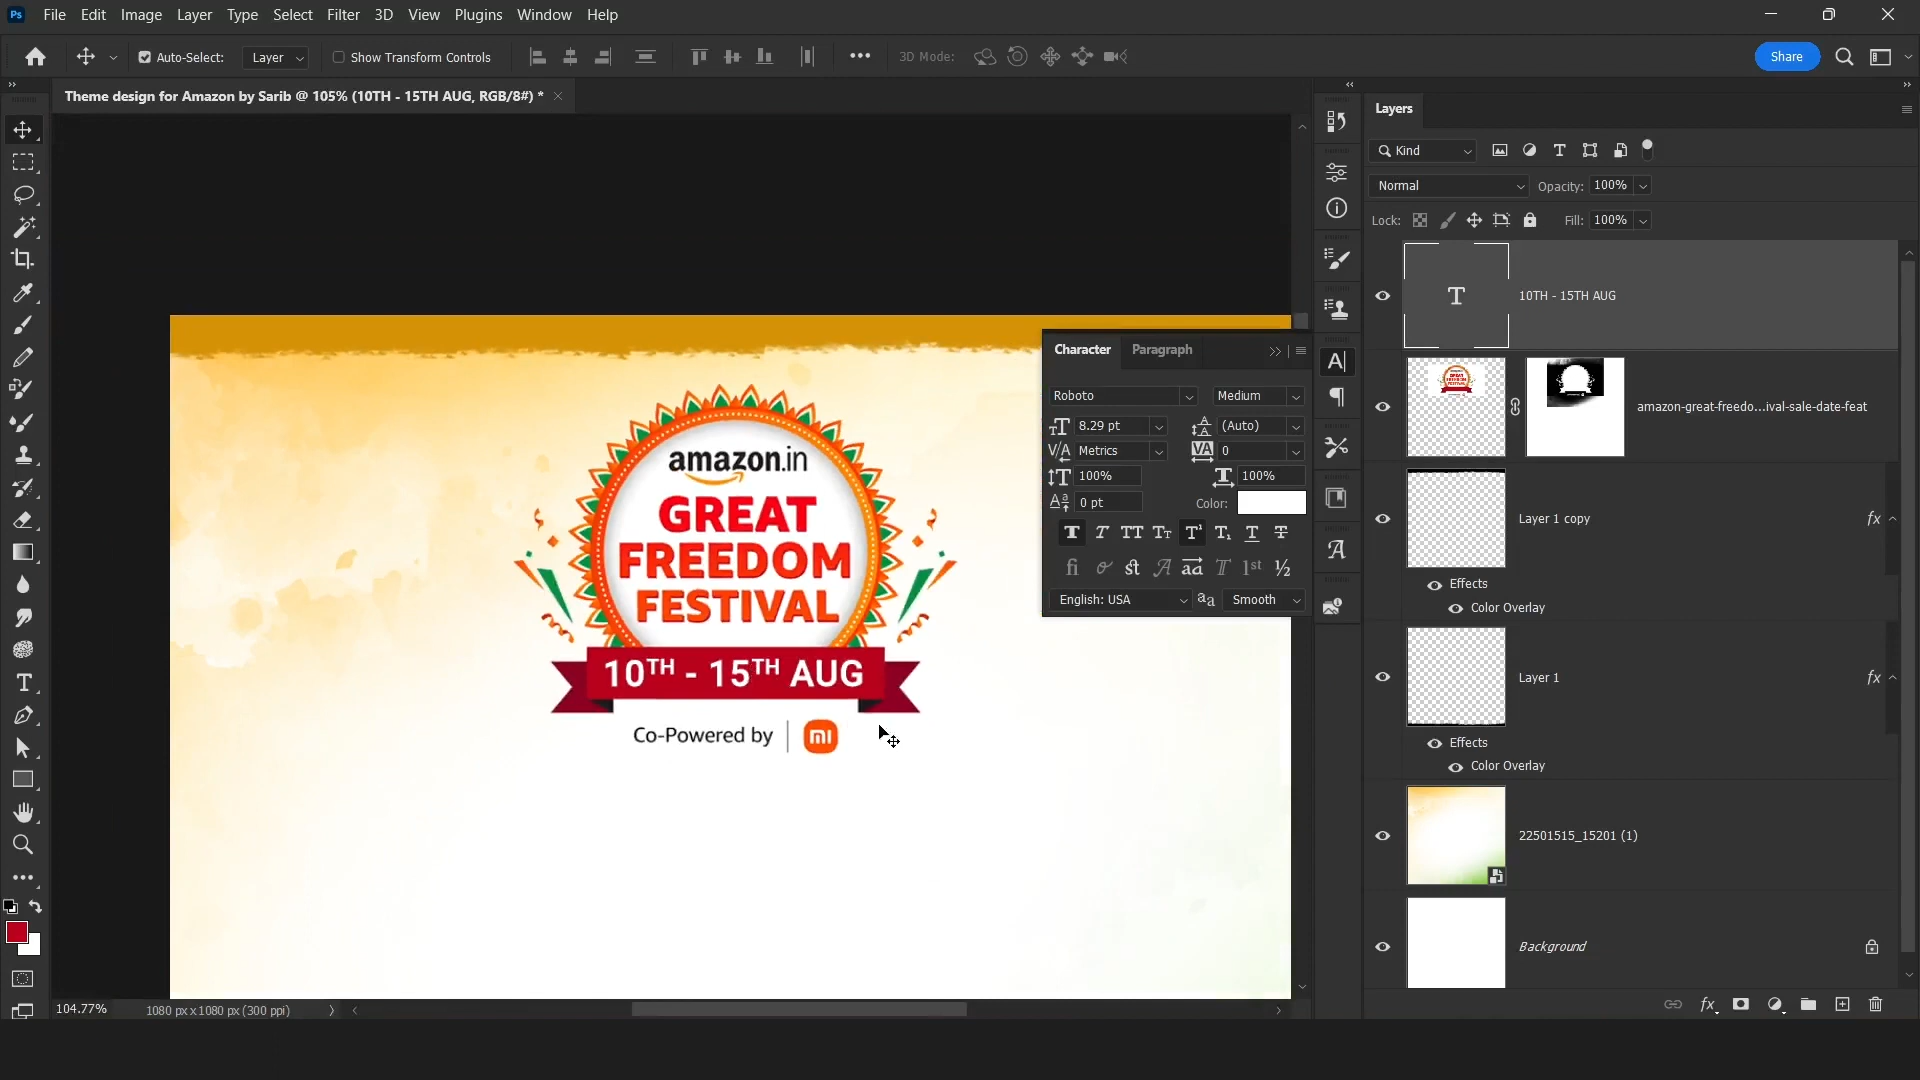 Ps File Edit Image Layer Type Select Filter 3D View Plugins Window Help
Auto-Select: Layer Show Transform Controls 3D Mode: Share
Theme design for Amazon by Sarib @ 105% (10TH - 15TH AUG, RGB/8#) *
amazon.in
GREAT
FREEDOM
FESTIVAL
10TH - 15TH AUG
Co-Powered by mi
Character Paragraph
Roboto Medium
8.29 pt (Auto)
Metrics 0
100% 100%
0 pt Color:
English: USA Smooth
Layers
Kind
Normal Opacity: 100%
Lock: Fill: 100%
10TH - 15TH AUG
amazon-great-freedo...ival-sale-date-feat
Layer 1 copy fx
Effects
Color Overlay
Layer 1 fx
Effects
Color Overlay
22501515_15201 (1)
Background
104.77% 1080 px x 1080 px (300 ppi)